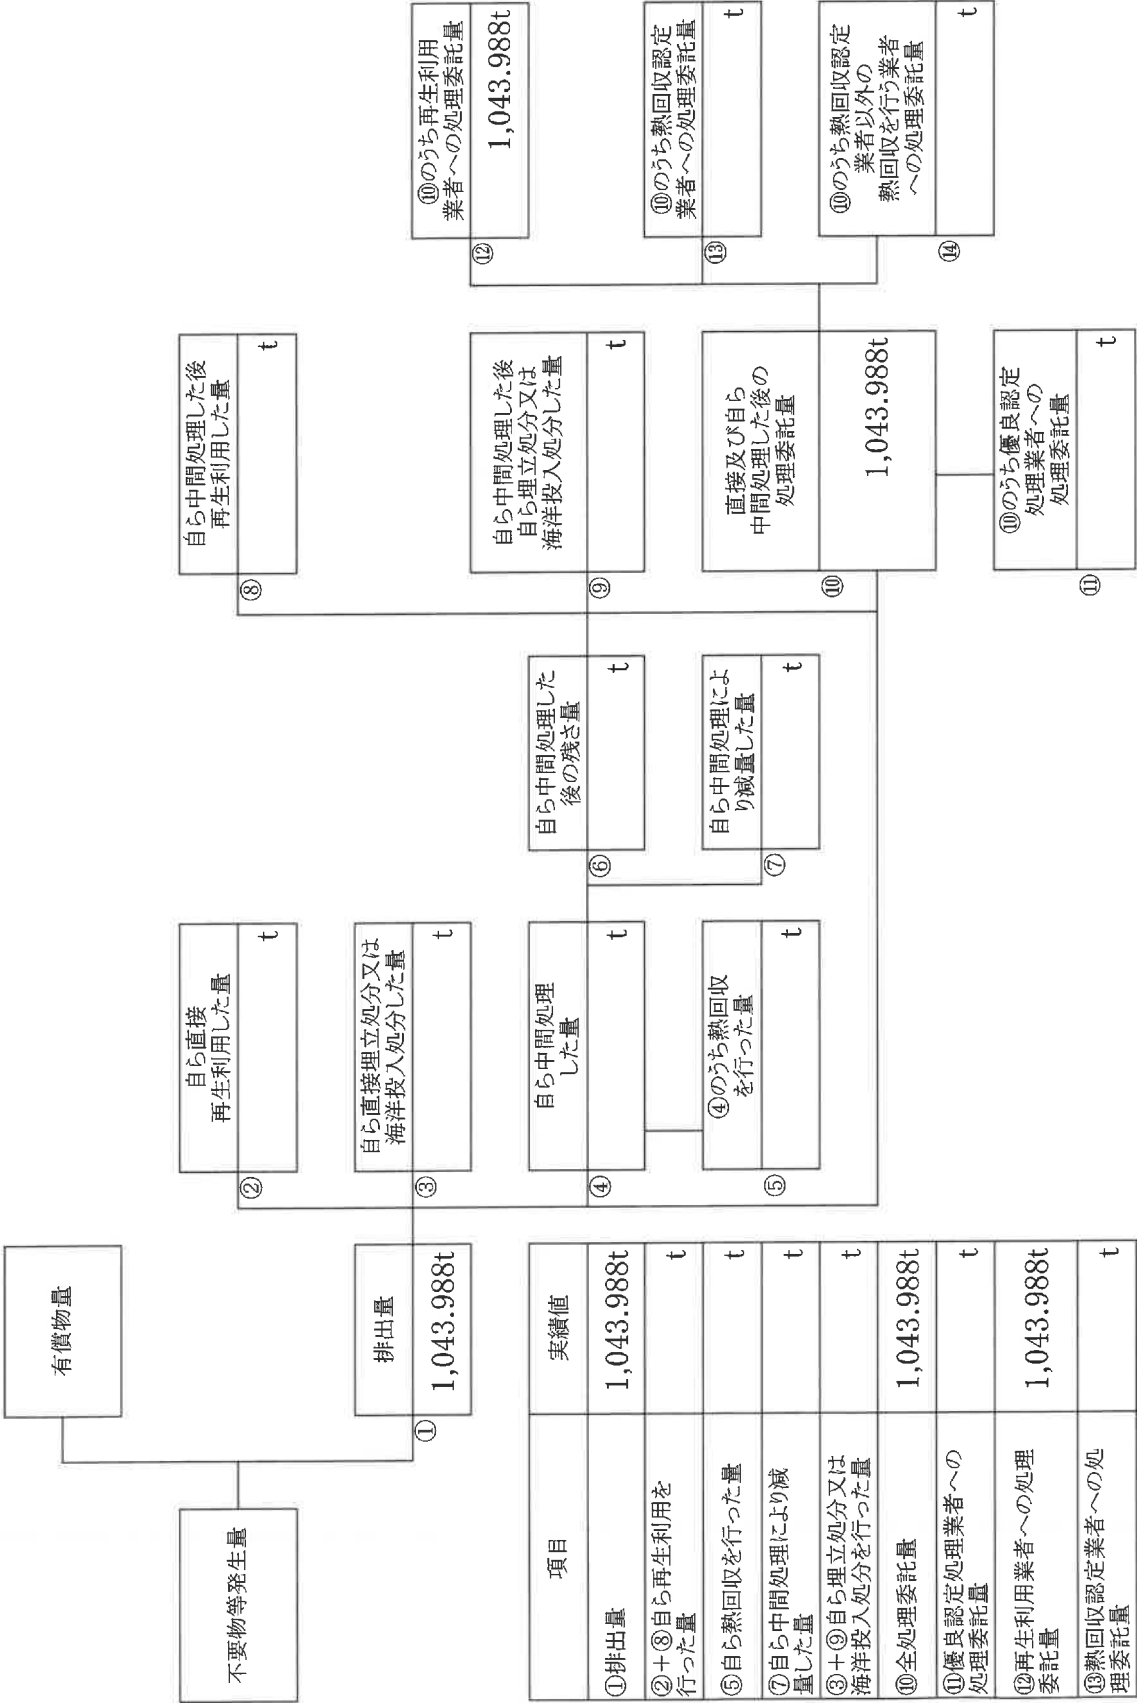 不要物等発生量
有償物量
①
排出量
1,043.988t
②
自ら直接
再生利用した量
t
③
自ら直接埋立処分又は
海洋投入処分した量
t
④
自ら中間処理
した量
t
⑤
④のうち熱回収
を行った量
t
⑥
自ら中間処理した
後の残さ量
t
⑦
自ら中間処理によ
り減量した量
t
⑧
自ら中間処理した後
再生利用した量
t
⑨
自ら中間処理した後
自ら埋立処分又は
海洋投入処分した量
t
⑩
直接及び自ら
中間処理した後の
処理委託量
1,043.988t
⑪
⑩のうち優良認定
処理業者への
処理委託量
t
⑫
⑩のうち再生利用
業者への処理委託量
1,043.988t
⑬
⑩のうち熱回収認定
業者への処理委託量
t
⑭
⑩のうち熱回収認定
業者以外の
熱回収を行う業者
への処理委託量
t
項目 実績値
①排出量 1,043.988t
②+⑧自ら再生利用を
行った量 t
⑤自ら熱回収を行った量 t
⑦自ら中間処理により減
量した量 t
③+⑨自ら埋立処分又は
海洋投入処分を行った量 t
⑩全処理委託量 1,043.988t
⑪優良認定処理業者への
処理委託量 t
⑫再生利用業者への処理
委託量 1,043.988t
⑬熱回収認定業者への処
理委託量 t